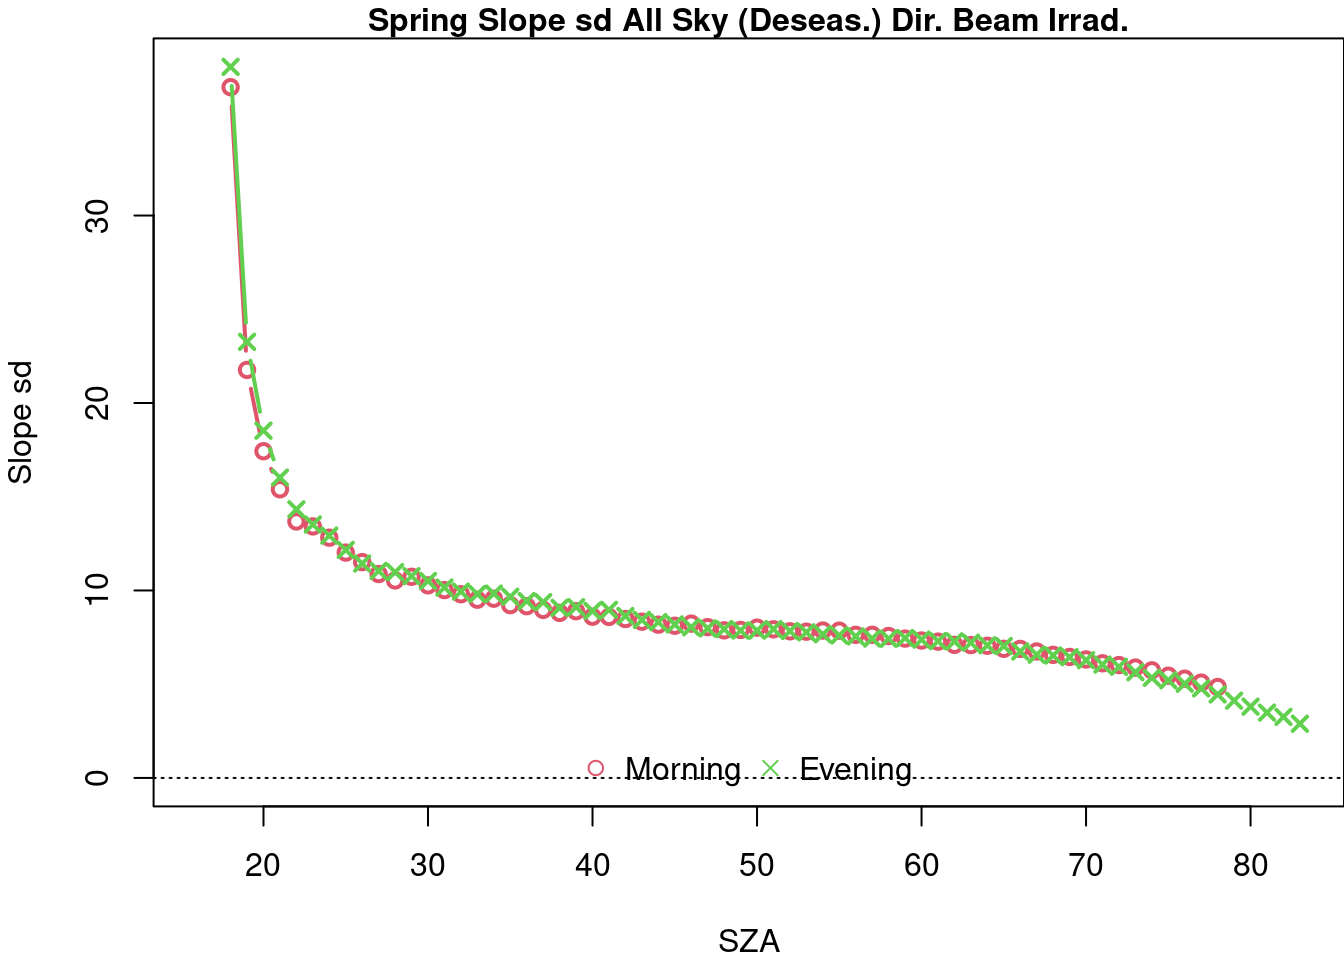 Spring Slope sd All Sky (Deseas.) Dir. Beam Irrad.
Slope sd
30
20
10
0
Morning Evening
20 30 40 50 60 70 80
SZA